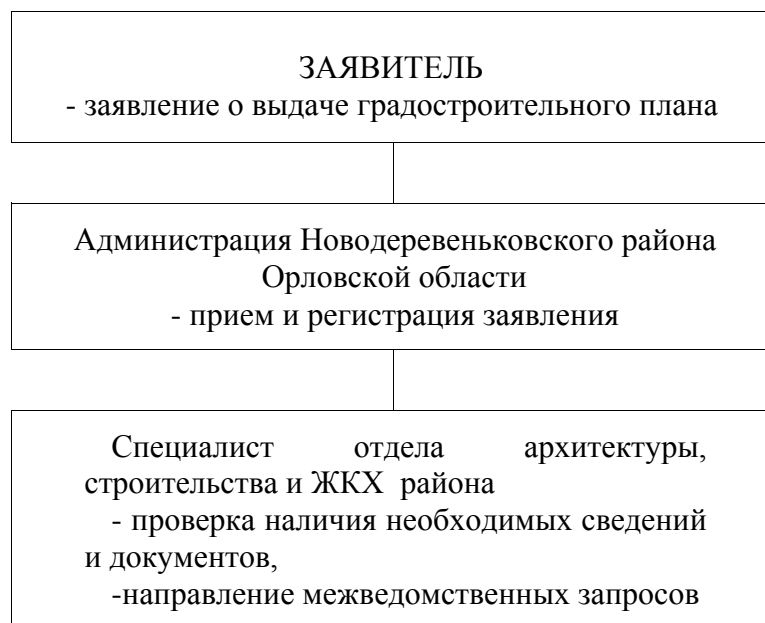 ЗАЯВИТЕЛЬ
- заявление о выдаче градостроительного плана
Администрация Новодеревеньковского района
Орловской области
- прием и регистрация заявления
Специалист отдела архитектуры,
строительства и ЖКХ района
- проверка наличия необходимых сведений
и документов,
-направление межведомственных запросов